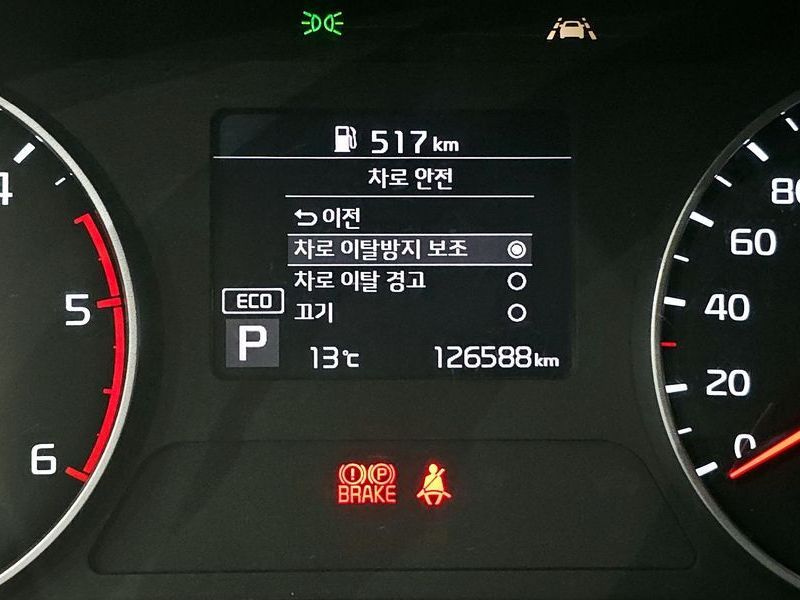 517 km
차로 안전
이전
차로 이탈방지 보조
차로 이탈 경고
끄기
ECO
P
13℃
126588km
4
5
6
80
60
40
20
0
(!) (P)
BRAKE